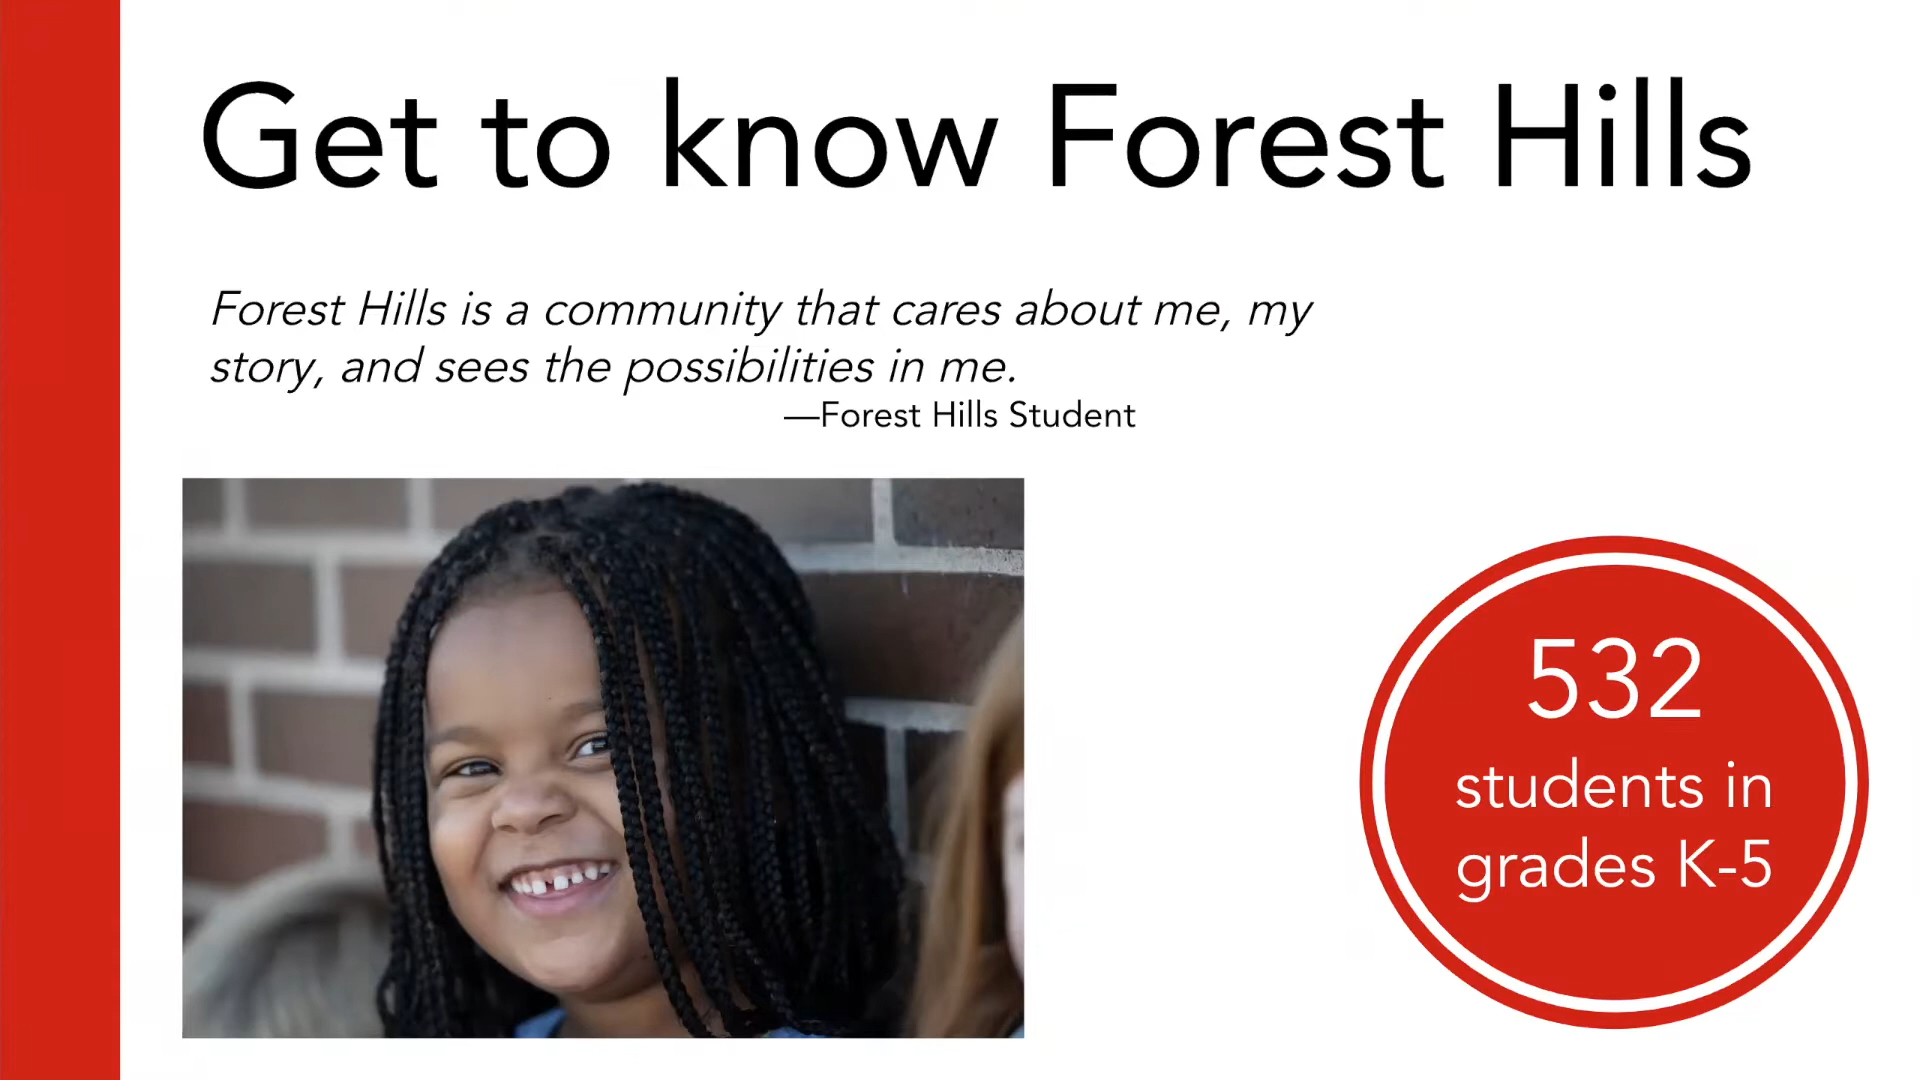 Get to know Forest Hills
Forest Hills is a community that cares about me, my
story, and sees the possibilities in me.
—Forest Hills Student
532
students in
grades K-5